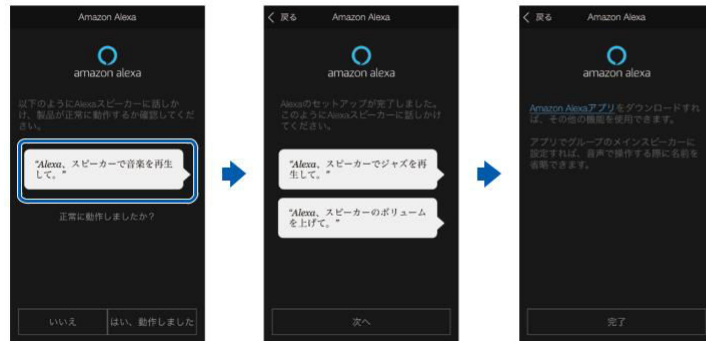 Amazon Alexa
amazon alexa
以下のようにAlexaスピーカーに話しか
け、製品が正常に動作するか確認してくだ
さい。
“Alexa、スピーカーで音楽を再生
して。”
正常に動作しましたか？
いいえ
はい、動作しました
戻る
Amazon Alexa
amazon alexa
Alexaのセットアップが完了しました。
このようにAlexaスピーカーに話しかけ
てください。
“Alexa、スピーカーでジャズを再
生して。”
“Alexa、スピーカーのボリューム
を上げて。”
次へ
戻る
Amazon Alexa
amazon alexa
Amazon Alexaアプリをダウンロードすれ
ば、その他の機能を使用できます。
アプリでグループのメインスピーカーに
設定すれば、音声で操作する際に名前を
省略できます。
完了